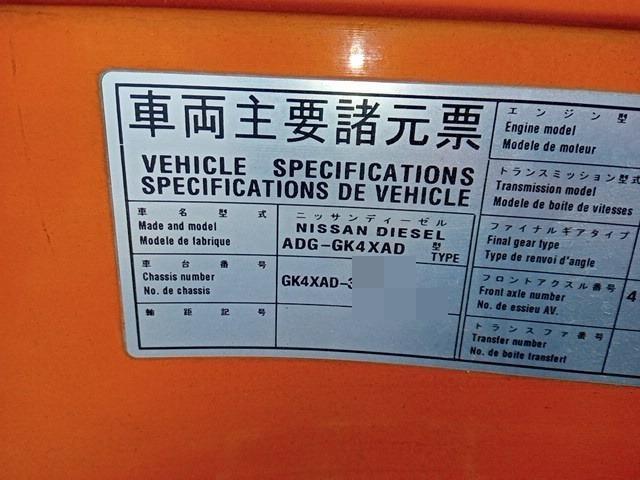 車両主要諸元票
VEHICLE SPECIFICATIONS
SPECIFICATIONS DE VEHICLE
車名型式
Made and model
Modele de fabrique
ニッサンディーゼル
NISSAN DIESEL
ADG-GK4XAD 型
TYPE
車台番号
Chassis number
No. de chassis
GK4XAD-3
軸距記号
エンジン型
Engine model
Modele de moteur
トランスミッション型式
Transmission model
Modele de boite de vitesses
ファイナルギアタイプ
Final gear type
Type de renvoi d'angle
フロントアクスル番号
Front axle number
No. de essieu AV.
4
トランスファ番号
Transfer number
No. de boite transfert